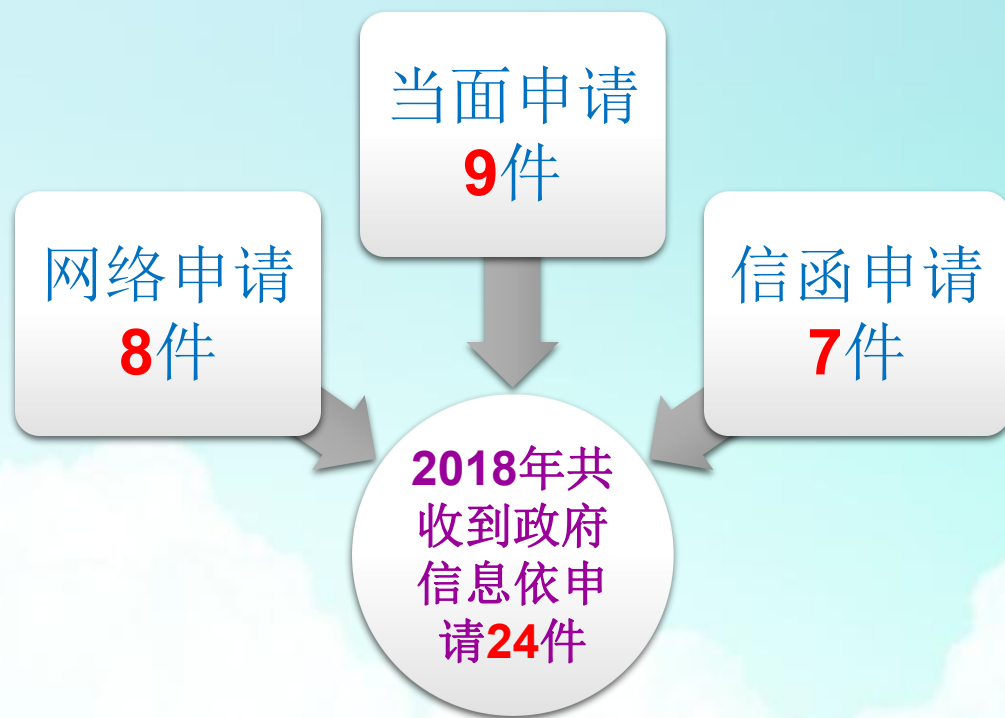 当面申请
9件
网络申请
8件
信函申请
7件
2018年共
收到政府
信息依申
请24件